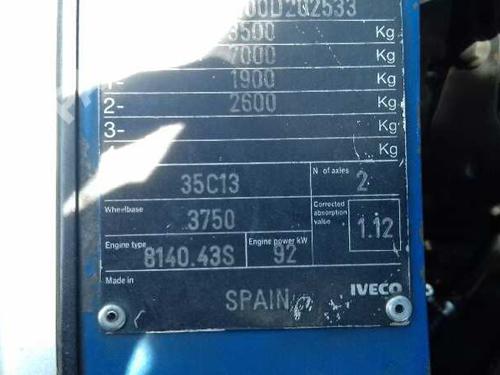 00D2Q2533
3500 Kg
7000 Kg
1- 1900 Kg
2- 2600 Kg
3- Kg
Kg
35C13
N of axles 2
Wheelbase 3750
Corrected absorption value 1.12
Engine type 8140.43S
Engine power kW 92
Made in SPAIN
IVECO